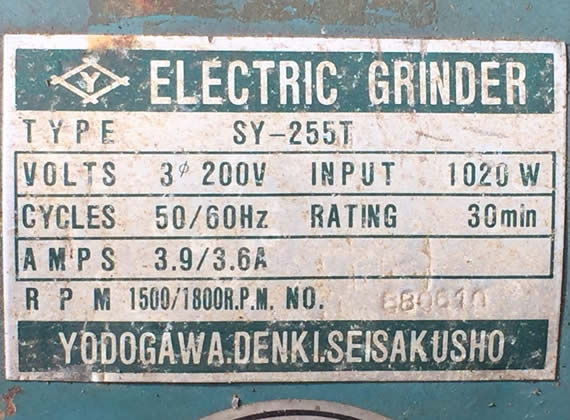 Y ELECTRIC GRINDER
TYPE SY-255T
VOLTS 3φ 200V INPUT 1020 W
CYCLES 50/60Hz RATING 30min
AMPS 3.9/3.6A
RPM 1500/1800R.P.M. NO.
YODOGAWA.DENKI.SEISAKUSHO